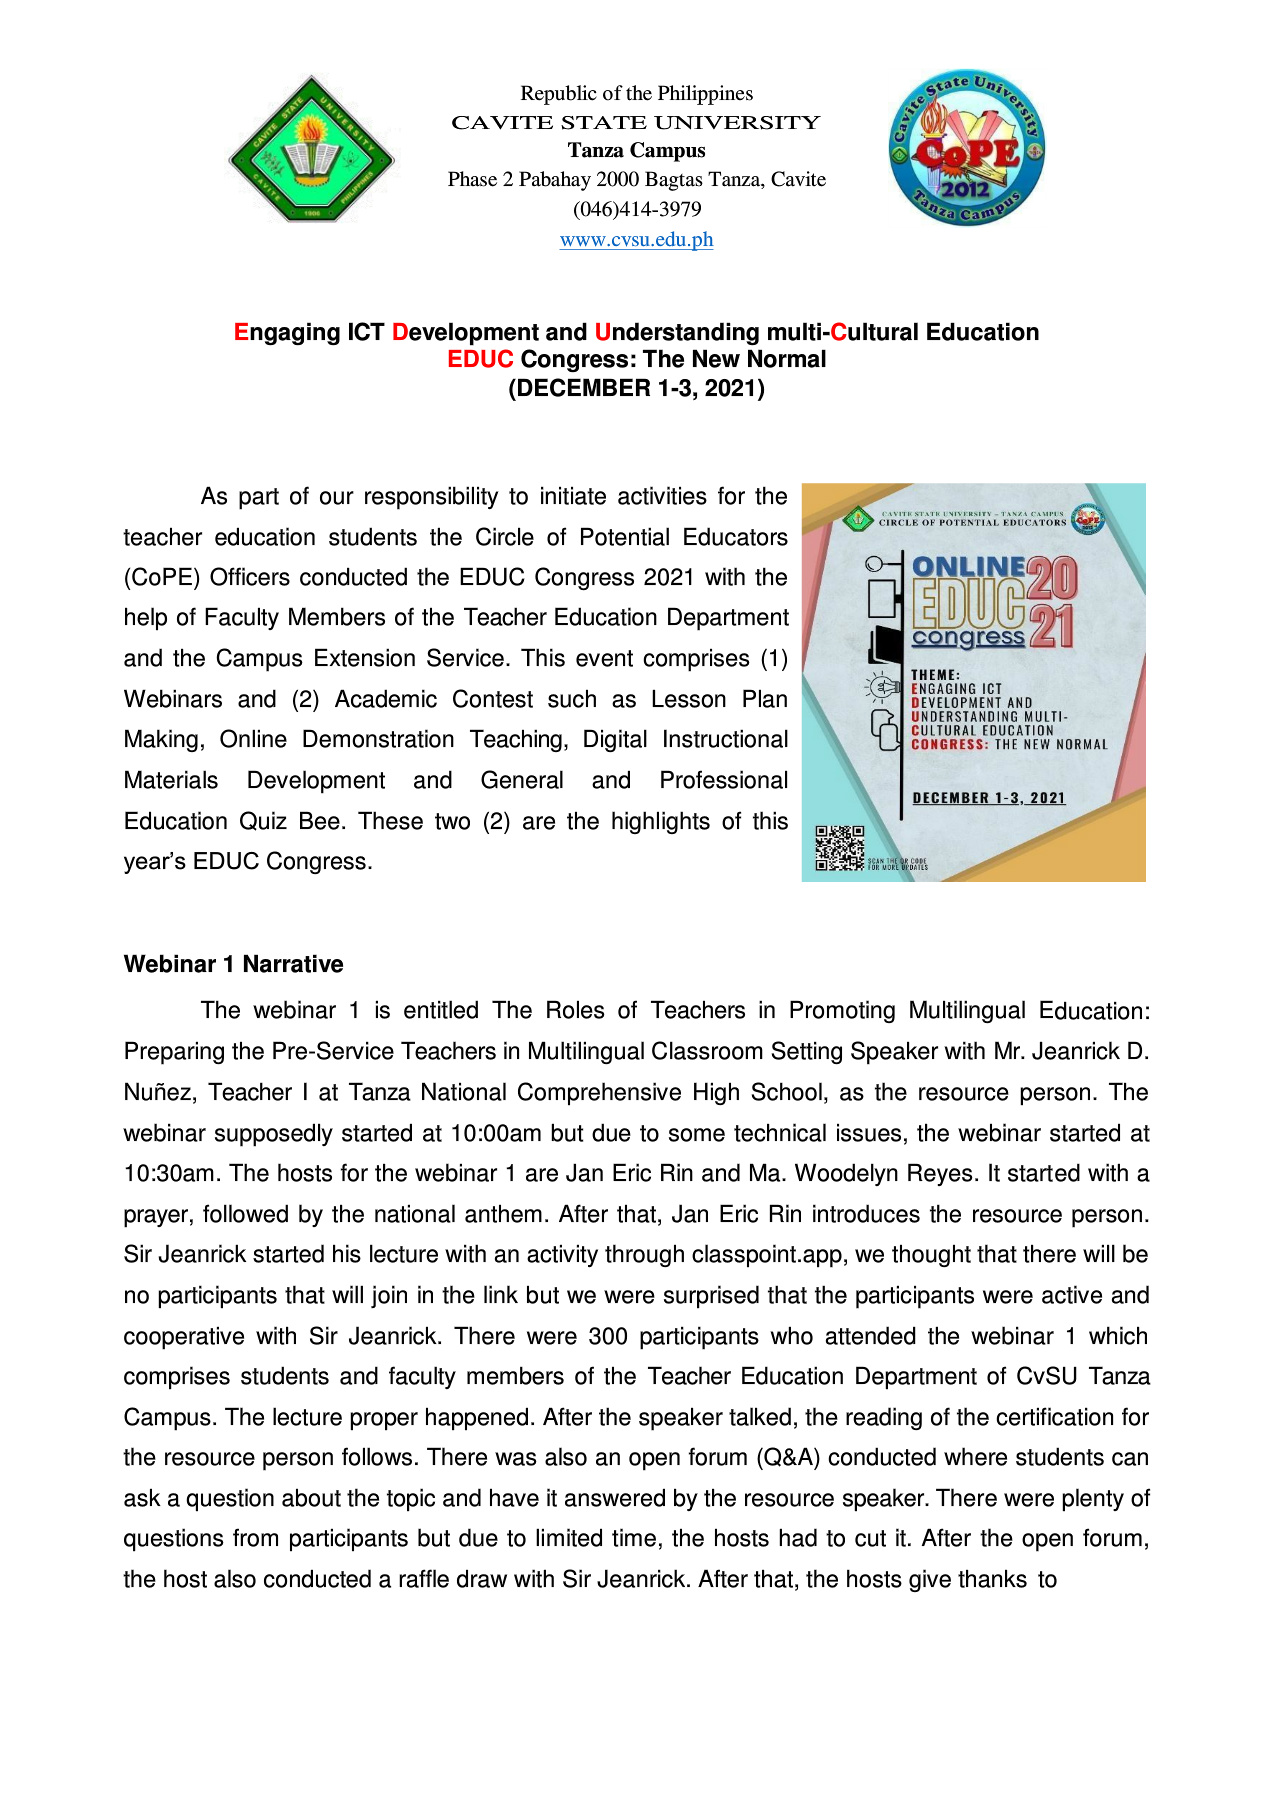 Republic of the Philippines
CAVITE STATE UNIVERSITY
Tanza Campus
Phase 2 Pabahay 2000 Bagtas Tanza, Cavite
(046)414-3979
www.cvsu.edu.ph
CAVITE STATE UNIVERSITY
CAVITE PHILIPPINES
1906
Cavite State University
CoPE
2012
Tanza Campus
Engaging ICT Development and Understanding multi-Cultural Education
EDUC Congress: The New Normal
(DECEMBER 1-3, 2021)
As part of our responsibility to initiate activities for the
teacher education students the Circle of Potential Educators
(CoPE) Officers conducted the EDUC Congress 2021 with the
help of Faculty Members of the Teacher Education Department
and the Campus Extension Service. This event comprises (1)
Webinars and (2) Academic Contest such as Lesson Plan
Making, Online Demonstration Teaching, Digital Instructional
Materials Development and General and Professional
Education Quiz Bee. These two (2) are the highlights of this
year’s EDUC Congress.
CAVITE STATE UNIVERSITY – TANZA CAMPUS
CIRCLE OF POTENTIAL EDUCATORS
CoPE
ONLINE 20
EDUC
congress 21
THEME:
ENGAGING ICT
DEVELOPMENT AND
UNDERSTANDING MULTI-
CULTURAL EDUCATION
CONGRESS: THE NEW NORMAL
DECEMBER 1-3, 2021
SCAN THE QR CODE
FOR MORE UPDATES
Webinar 1 Narrative
The webinar 1 is entitled The Roles of Teachers in Promoting Multilingual Education:
Preparing the Pre-Service Teachers in Multilingual Classroom Setting Speaker with Mr. Jeanrick D.
Nuñez, Teacher I at Tanza National Comprehensive High School, as the resource person. The
webinar supposedly started at 10:00am but due to some technical issues, the webinar started at
10:30am. The hosts for the webinar 1 are Jan Eric Rin and Ma. Woodelyn Reyes. It started with a
prayer, followed by the national anthem. After that, Jan Eric Rin introduces the resource person.
Sir Jeanrick started his lecture with an activity through classpoint.app, we thought that there will be
no participants that will join in the link but we were surprised that the participants were active and
cooperative with Sir Jeanrick. There were 300 participants who attended the webinar 1 which
comprises students and faculty members of the Teacher Education Department of CvSU Tanza
Campus. The lecture proper happened. After the speaker talked, the reading of the certification for
the resource person follows. There was also an open forum (Q&A) conducted where students can
ask a question about the topic and have it answered by the resource speaker. There were plenty of
questions from participants but due to limited time, the hosts had to cut it. After the open forum,
the host also conducted a raffle draw with Sir Jeanrick. After that, the hosts give thanks to